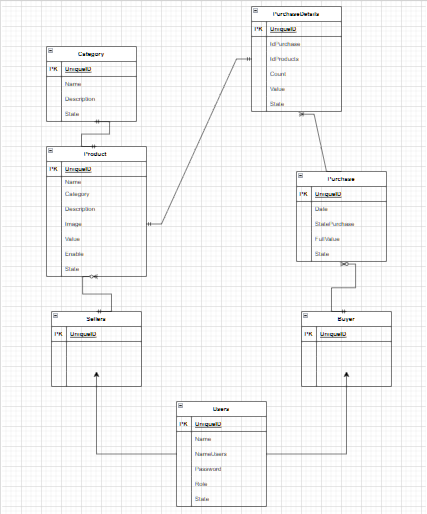 PurchaseDetails
PK UniqueID
IdPurchase
IdProducts
Count
Value
State
Category
PK UniqueID
Name
Description
State
Product
PK UniqueID
Name
Category
Description
Image
Value
Enable
State
Purchase
PK UniqueID
Date
StatePurchase
FullValue
State
Sellers
PK UniqueID
Buyer
PK UniqueID
Users
PK UniqueID
Name
NameUsers
Password
Role
State